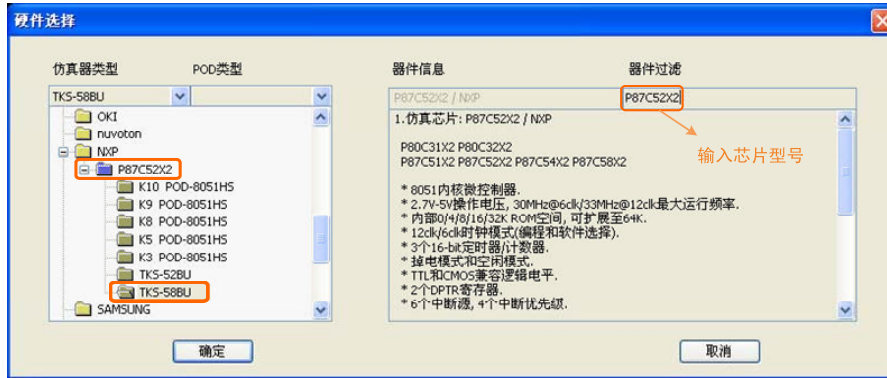 硬件选择
仿真器类型 POD类型 器件信息 器件过滤
TKS-58BU P87C52X2 / NXP P87C52X2
OKI
nuvoton
NXP
P87C52X2
K10 POD-8051HS
K9 POD-8051HS
K8 POD-8051HS
K5 POD-8051HS
K3 POD-8051HS
TKS-52BU
TKS-58BU
SAMSUNG
1.仿真芯片: P87C52X2 / NXP
P80C31X2 P80C32X2
P87C51X2 P87C52X2 P87C54X2 P87C58X2
* 8051内核微控制器.
* 2.7V-5V操作电压, 30MHz@6clk/33MHz@12clk最大运行频率.
* 内部0/4/8/16/32K ROM空间, 可扩展至64K.
* 12clk/6clk时钟模式(编程和软件选择).
* 3个16-bit定时器/计数器.
* 掉电模式和空闲模式.
* TTL和CMOS兼容逻辑电平.
* 2个DPTR寄存器.
* 6个中断源, 4个中断优先级.
输入芯片型号
确定 取消